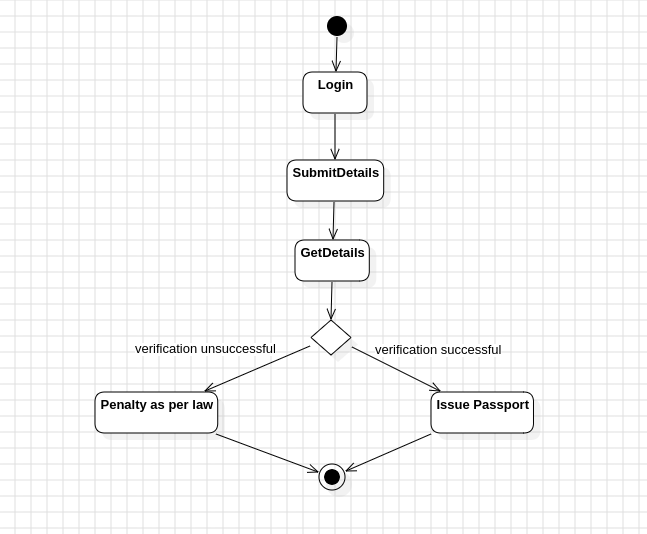 Login
SubmitDetails
GetDetails
verification unsuccessful
verification successful
Penalty as per law
Issue Passport